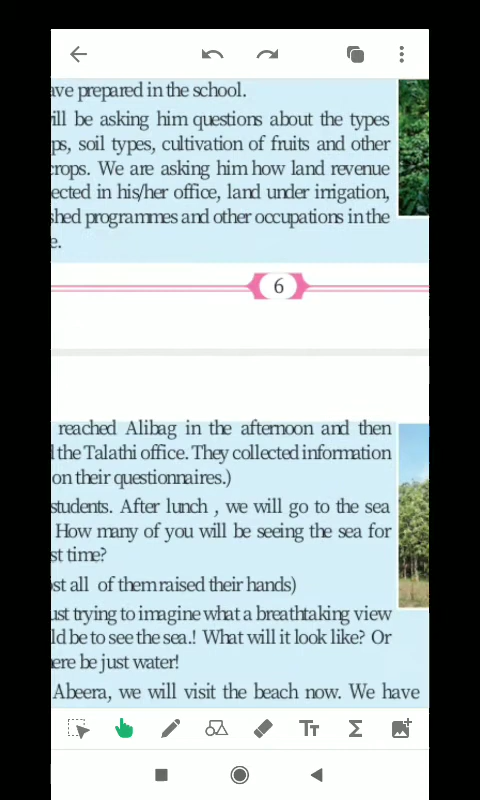 ave prepared in the school.
ill be asking him questions about the types
ps, soil types, cultivation of fruits and other
crops. We are asking him how land revenue
ected in his/her office, land under irrigation,
shed programmes and other occupations in the
e.
6
reached Alibag in the afternoon and then
d the Talathi office. They collected information
on their questionnaires.)
students. After lunch , we will go to the sea
How many of you will be seeing the sea for
st time?
ost all of them raised their hands)
ust trying to imagine what a breathtaking view
ld be to see the sea.! What will it look like? Or
ere be just water!
Abeera, we will visit the beach now. We have